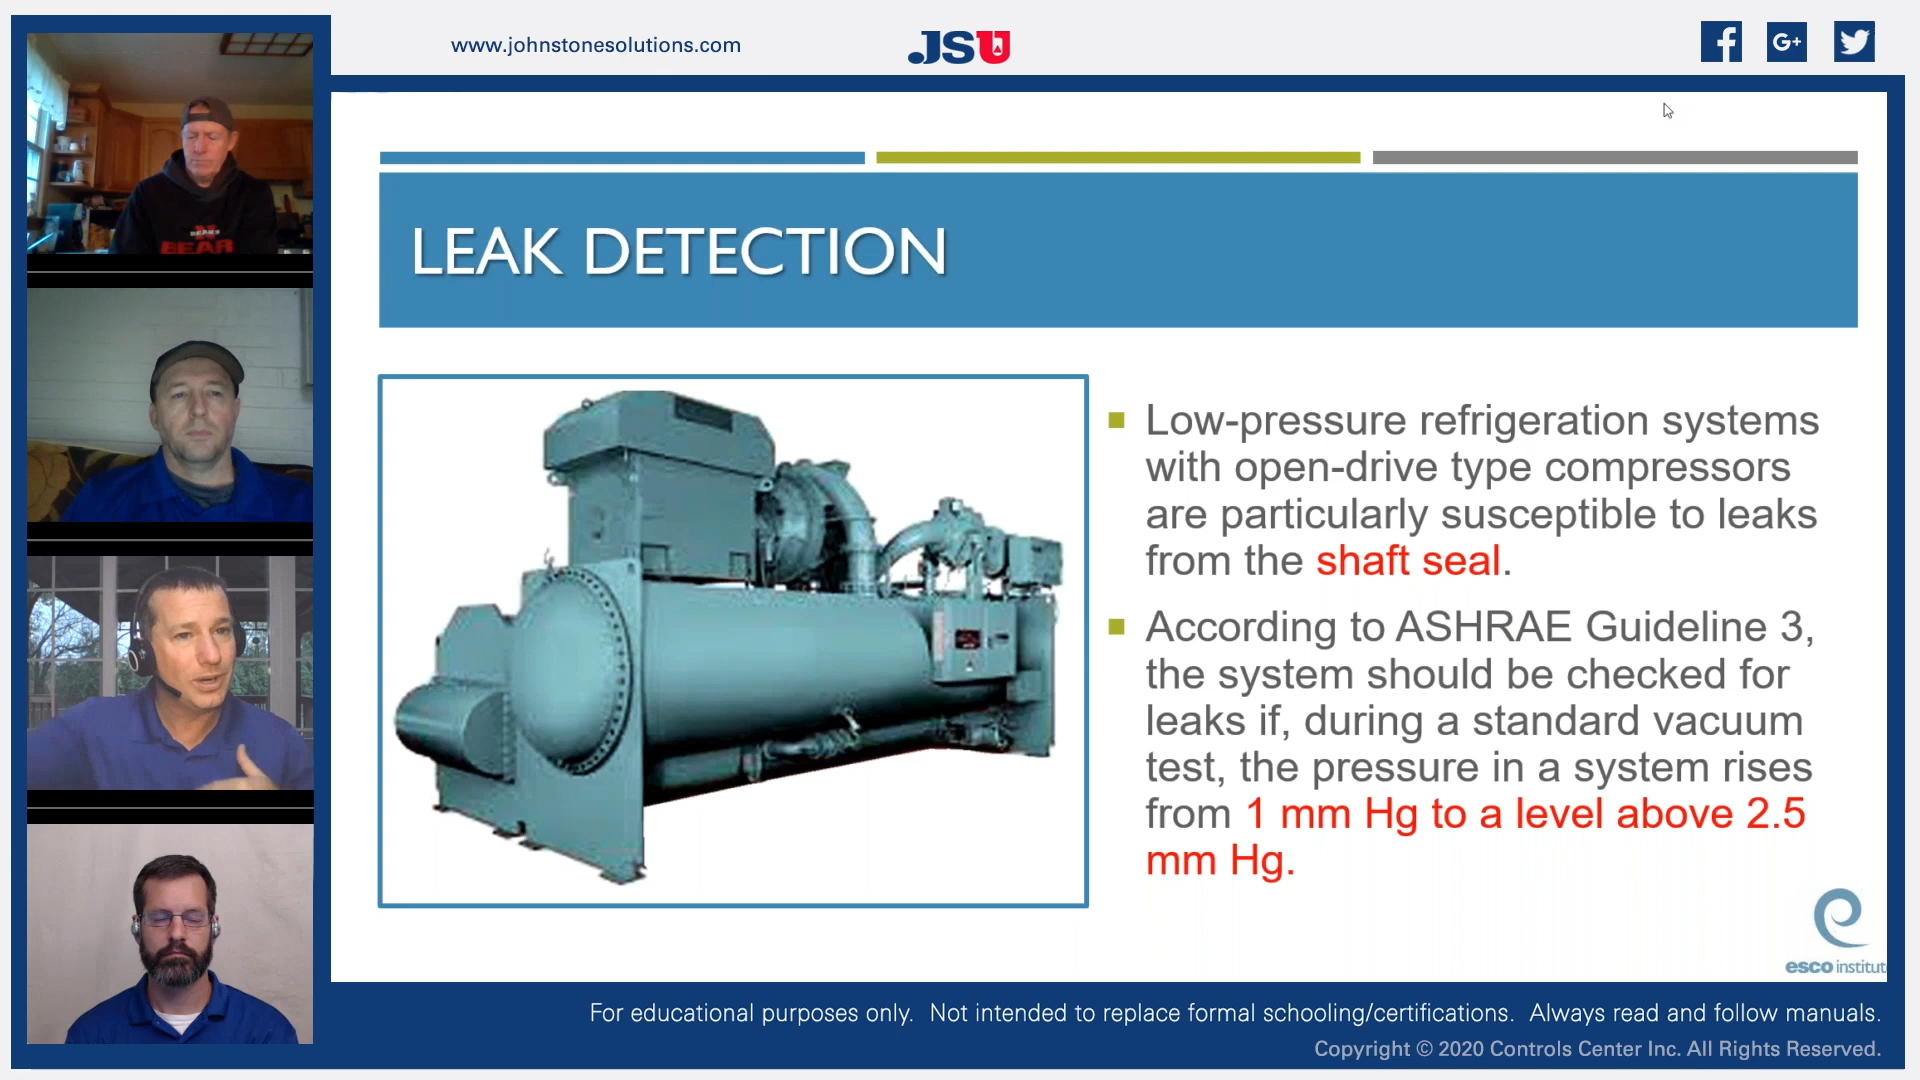 www.johnstonesolutions.com
JSU
G+
BEARS
BEAR
LEAK DETECTION
Low-pressure refrigeration systems
with open-drive type compressors
are particularly susceptible to leaks
from the shaft seal.
According to ASHRAE Guideline 3,
the system should be checked for
leaks if, during a standard vacuum
test, the pressure in a system rises
from 1 mm Hg to a level above 2.5
mm Hg.
esco institut
For educational purposes only. Not intended to replace formal schooling/certifications. Always read and follow manuals.
Copyright © 2020 Controls Center Inc. All Rights Reserved.